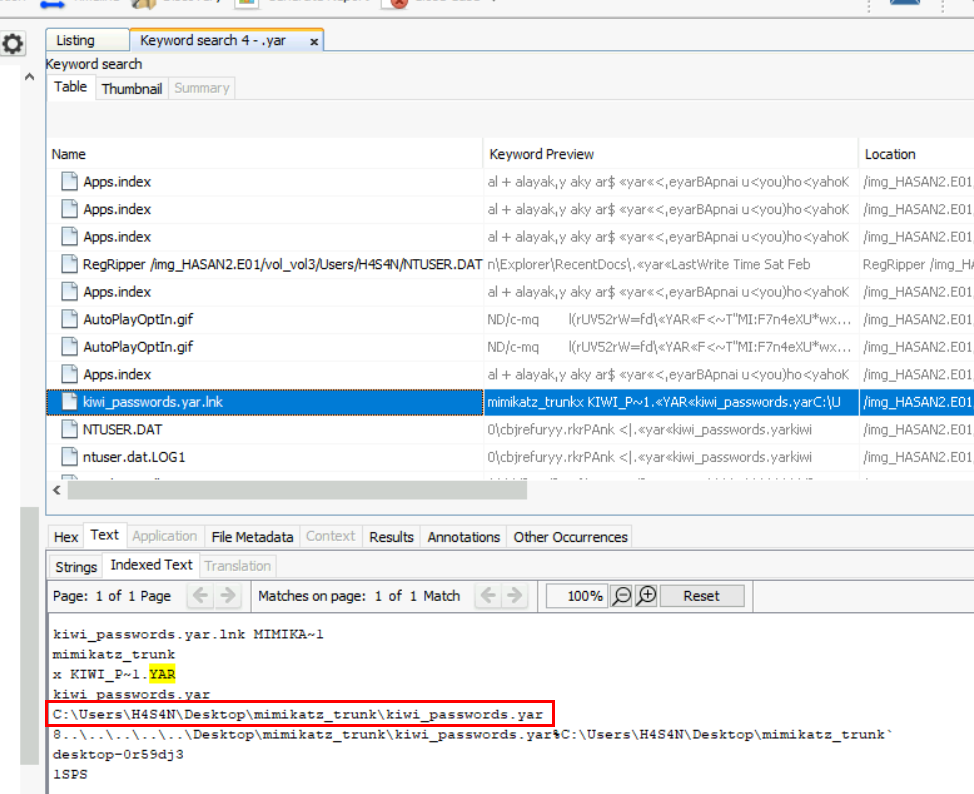 Listing
Keyword search 4 - .yar x
Keyword search
Table Thumbnail Summary
Name Keyword Preview Location
Apps.index al + alayak,y aky ar$ «yar«<,eyarBApnai u<you)ho<yahoK /img_HASAN2.E01
Apps.index al + alayak,y aky ar$ «yar«<,eyarBApnai u<you)ho<yahoK /img_HASAN2.E01
Apps.index al + alayak,y aky ar$ «yar«<,eyarBApnai u<you)ho<yahoK /img_HASAN2.E01
RegRipper /img_HASAN2.E01/vol_vol3/Users/H4S4N/NTUSER.DAT n\Explorer\RecentDocs\.«yar«LastWrite Time Sat Feb RegRipper /img_HA
Apps.index al + alayak,y aky ar$ «yar«<,eyarBApnai u<you)ho<yahoK /img_HASAN2.E01
AutoPlayOptIn.gif ND/c-mq l(rUV52rW=fd\«YAR«F<~T"MI:F7n4eXU*wx... /img_HASAN2.E01
AutoPlayOptIn.gif ND/c-mq l(rUV52rW=fd\«YAR«F<~T"MI:F7n4eXU*wx... /img_HASAN2.E01
Apps.index al + alayak,y aky ar$ «yar«<,eyarBApnai u<you)ho<yahoK /img_HASAN2.E01
kiwi_passwords.yar.lnk mimikatz_trunkx KIWI_P~1.«YAR«kiwi_passwords.yarC:\U /img_HASAN2.E01
NTUSER.DAT 0\cbjrefuryy.rkrPAnk <|.«yar«kiwi_passwords.yarkiwi /img_HASAN2.E01
ntuser.dat.LOG1 0\cbjrefuryy.rkrPAnk <|.«yar«kiwi_passwords.yarkiwi /img_HASAN2.E01
Hex Text Application File Metadata Context Results Annotations Other Occurrences
Strings Indexed Text Translation
Page: 1 of 1 Page Matches on page: 1 of 1 Match 100% Reset
kiwi_passwords.yar.lnk MIMIKA~1
mimikatz_trunk
x KIWI_P~1.YAR
kiwi_passwords.yar
C:\Users\H4S4N\Desktop\mimikatz_trunk\kiwi_passwords.yar
8..\..\..\..\..\Desktop\mimikatz_trunk\kiwi_passwords.yar%C:\Users\H4S4N\Desktop\mimikatz_trunk`
desktop-0r59dj3
1SPS